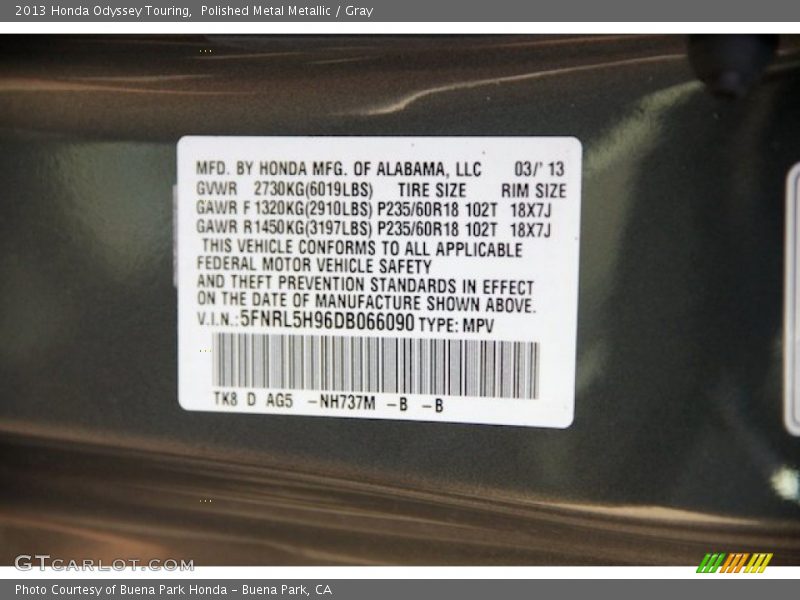 2013 Honda Odyssey Touring,  Polished Metal Metallic / Gray
MFD. BY HONDA MFG. OF ALABAMA, LLC 03/'13
GVWR 2730KG(6019LBS) TIRE SIZE RIM SIZE
GAWR F 1320KG(2910LBS) P235/60R18 102T 18X7J
GAWR R1450KG(3197LBS) P235/60R18 102T 18X7J
THIS VEHICLE CONFORMS TO ALL APPLICABLE
FEDERAL MOTOR VEHICLE SAFETY
AND THEFT PREVENTION STANDARDS IN EFFECT
ON THE DATE OF MANUFACTURE SHOWN ABOVE.
V.I.N.:5FNRL5H96DB066090 TYPE: MPV
TK8 D AG5 -NH737M -B -B
GTCARLOT.COM
Photo Courtesy of Buena Park Honda - Buena Park, CA